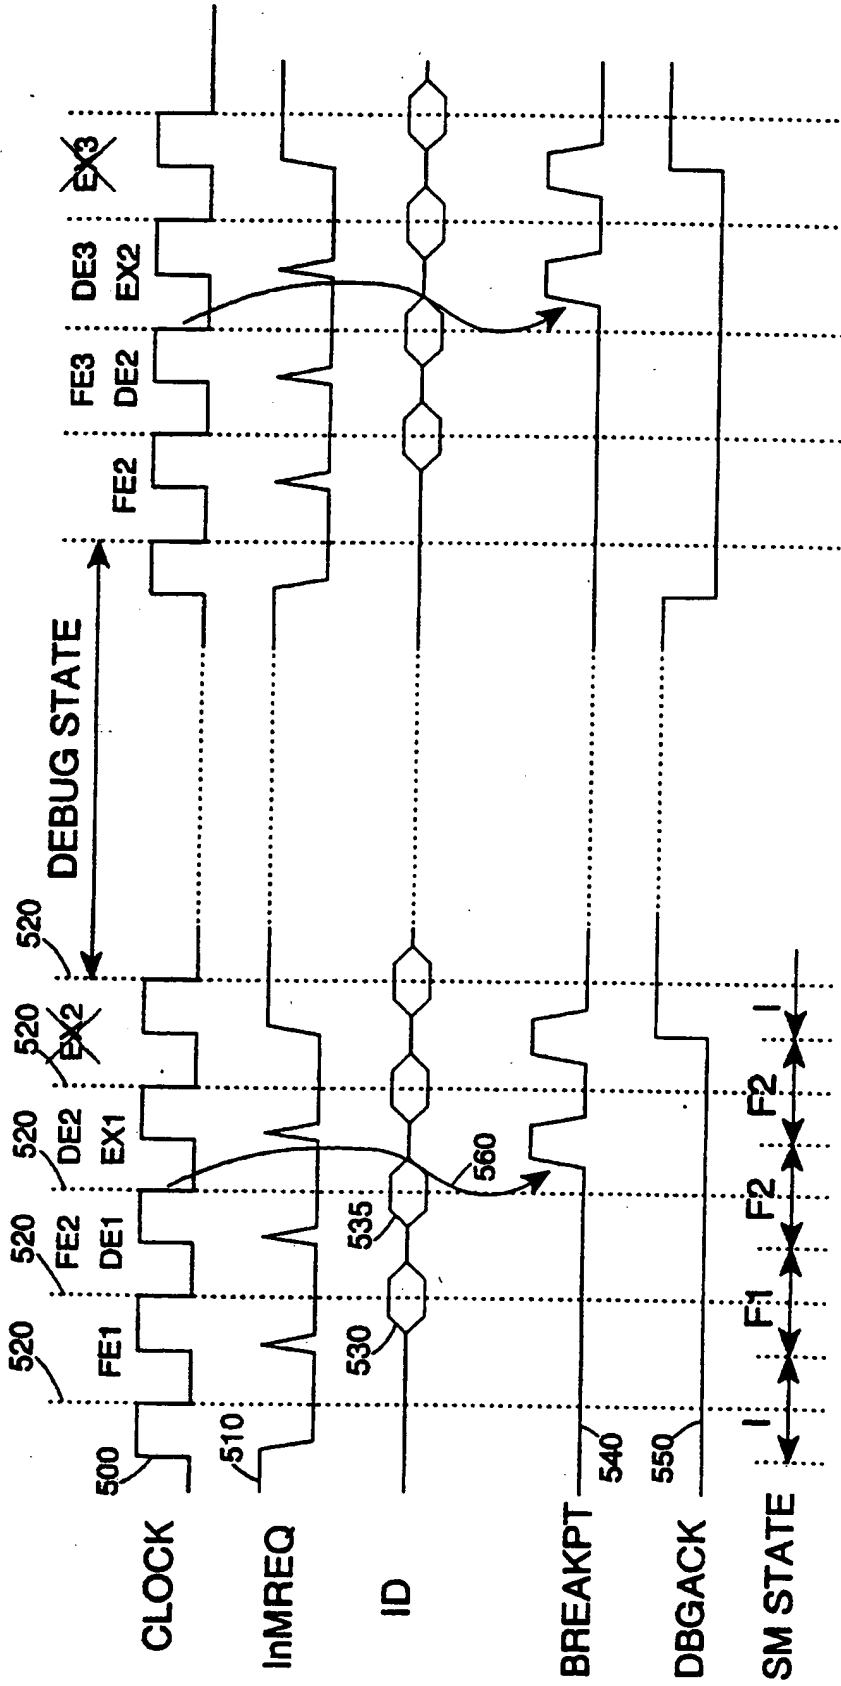 520 520 520 520 520
FE1 FE2 DE2 EX2 FE2 FE3 DE3 EX3
DE1 EX1 DE2 EX2
DEBUG STATE
CLOCK 500
InMREQ 510
ID 530 535 560
BREAKPT 540
DBGACK 550
SM STATE I F1 F2 F2 I